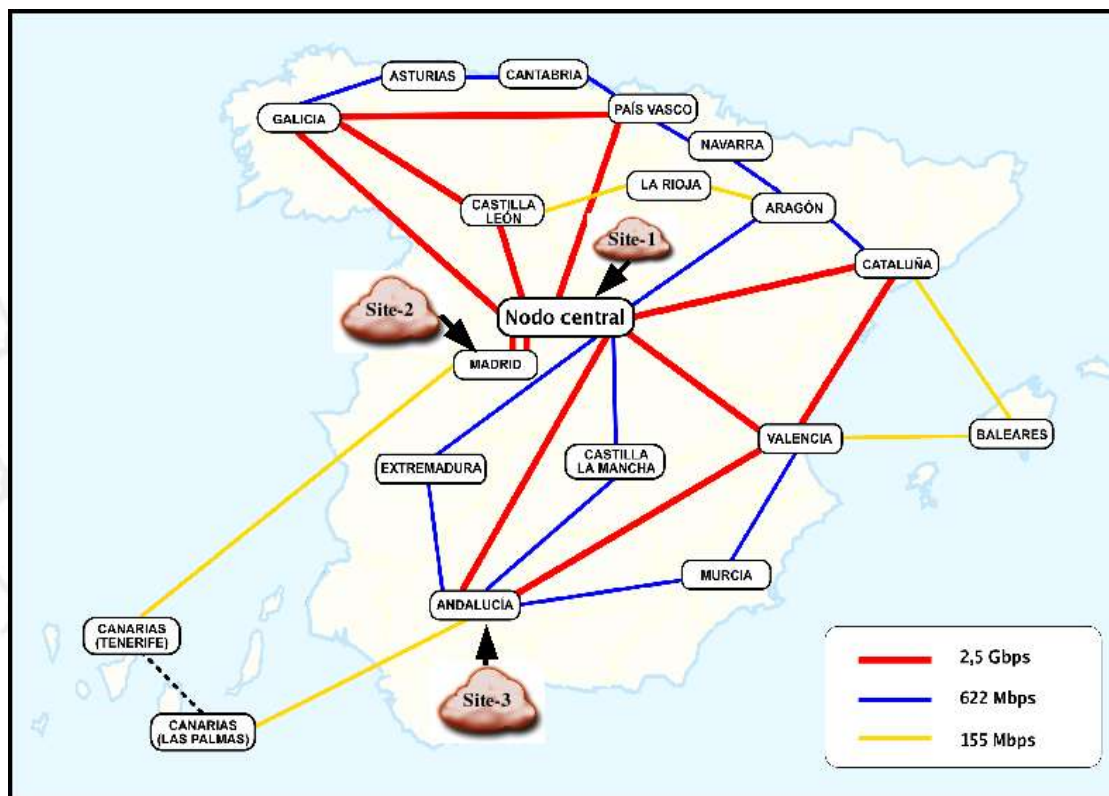 ASTURIAS
CANTABRIA
GALICIA
PAÍS VASCO
NAVARRA
LA RIOJA
CASTILLA
LEÓN
ARAGÓN
Site-1
CATALUÑA
Site-2
Nodo central
MADRID
VALENCIA
BALEARES
EXTREMADURA
CASTILLA
LA MANCHA
MURCIA
ANDALUCÍA
CANARIAS
(TENERIFE)
Site-3
CANARIAS
(LAS PALMAS)
2,5 Gbps
622 Mbps
155 Mbps